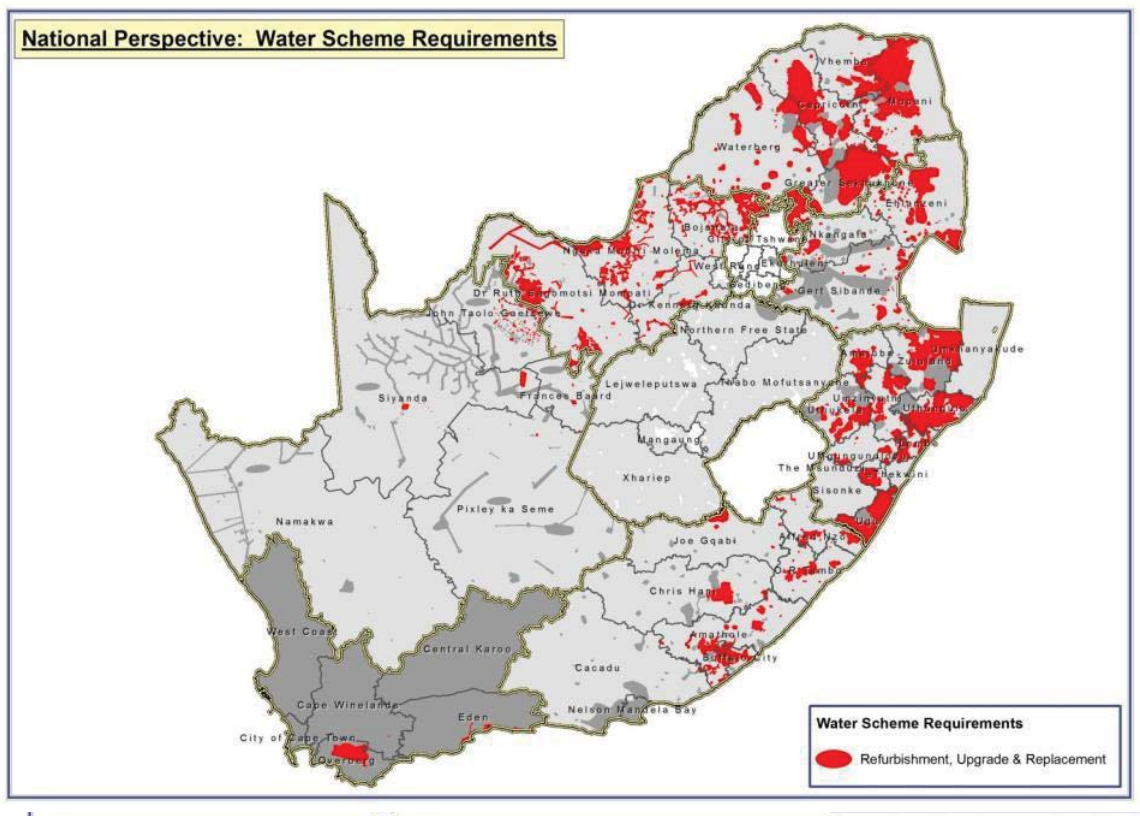 National Perspective: Water Scheme Requirements
Vhembe
Capricorn
Mopani
Waterberg
Greater Sekhukhune
Ehlanzeni
Bojanala
City of Tshwane
Nkangala
Ngaka Modiri Molema
West Rand
Ekurhuleni
Sedibeng
Gert Sibande
Dr Ruth Segomotsi Mompati
Dr Kenneth Kaunda
John Taolo Gaetsewe
Northern Free State
Umkhanyakude
Amajuba
Zululand
Lejweleputswa
Thabo Mofutsanyane
Siyanda
Frances Baard
Umzinyathi
Uthukela
Uthungulu
Mangaung
iLembe
UMgungundlovu
The Msunduzi
eThekwini
Xhariep
Sisonke
Pixley ka Seme
Namakwa
Ugu
Joe Gqabi
Alfred Nzo
O.R.Tambo
Chris Hani
West Coast
Amathole
Central Karoo
Buffalo City
Cacadu
Cape Winelands
Eden
Nelson Mandela Bay
City of Cape Town
Overberg
Water Scheme Requirements
Refurbishment, Upgrade & Replacement